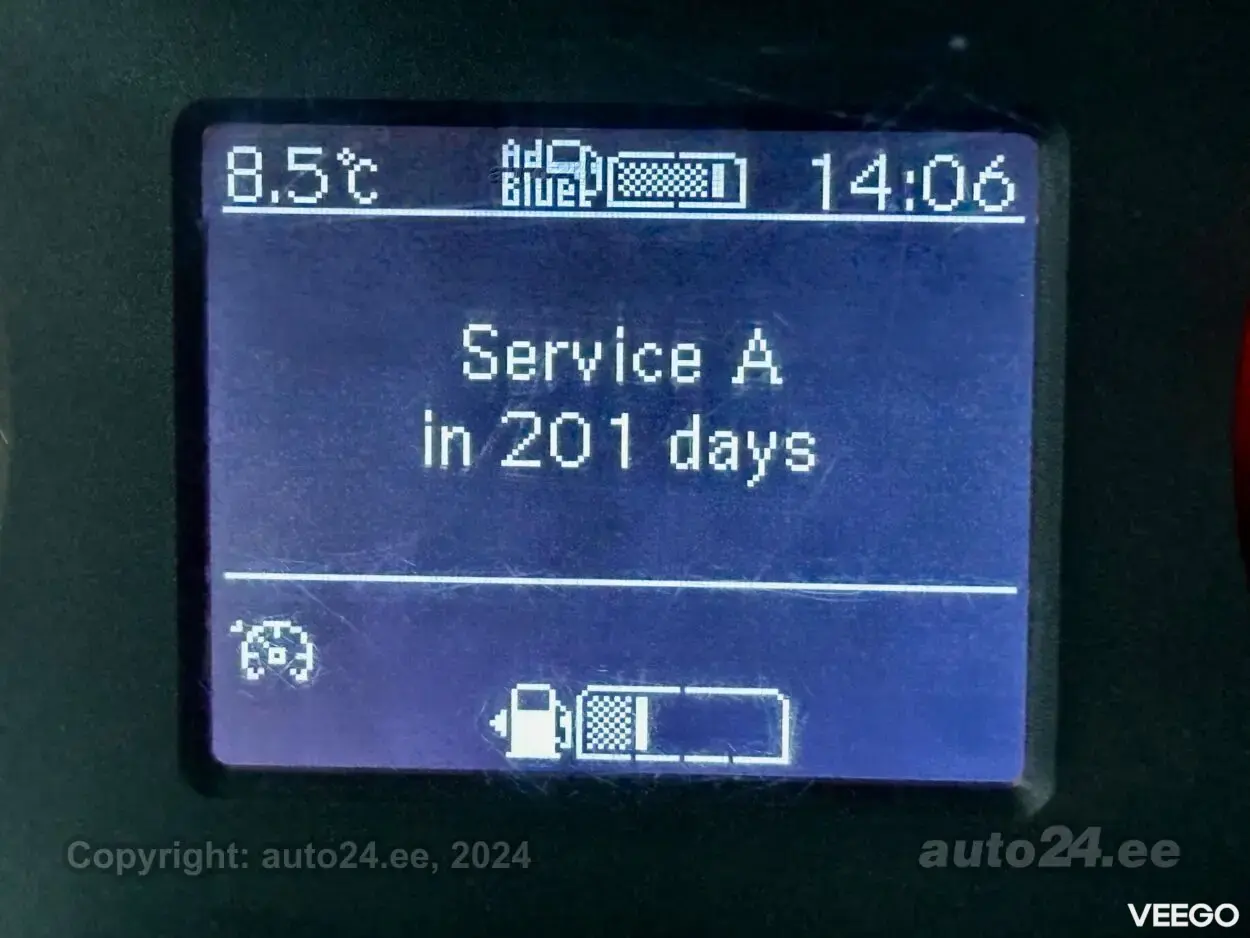 8.5°C
Ad
Blue
14:06
Service A
in 201 days
Copyright: auto24.ee, 2024
auto24.ee
VEEGO